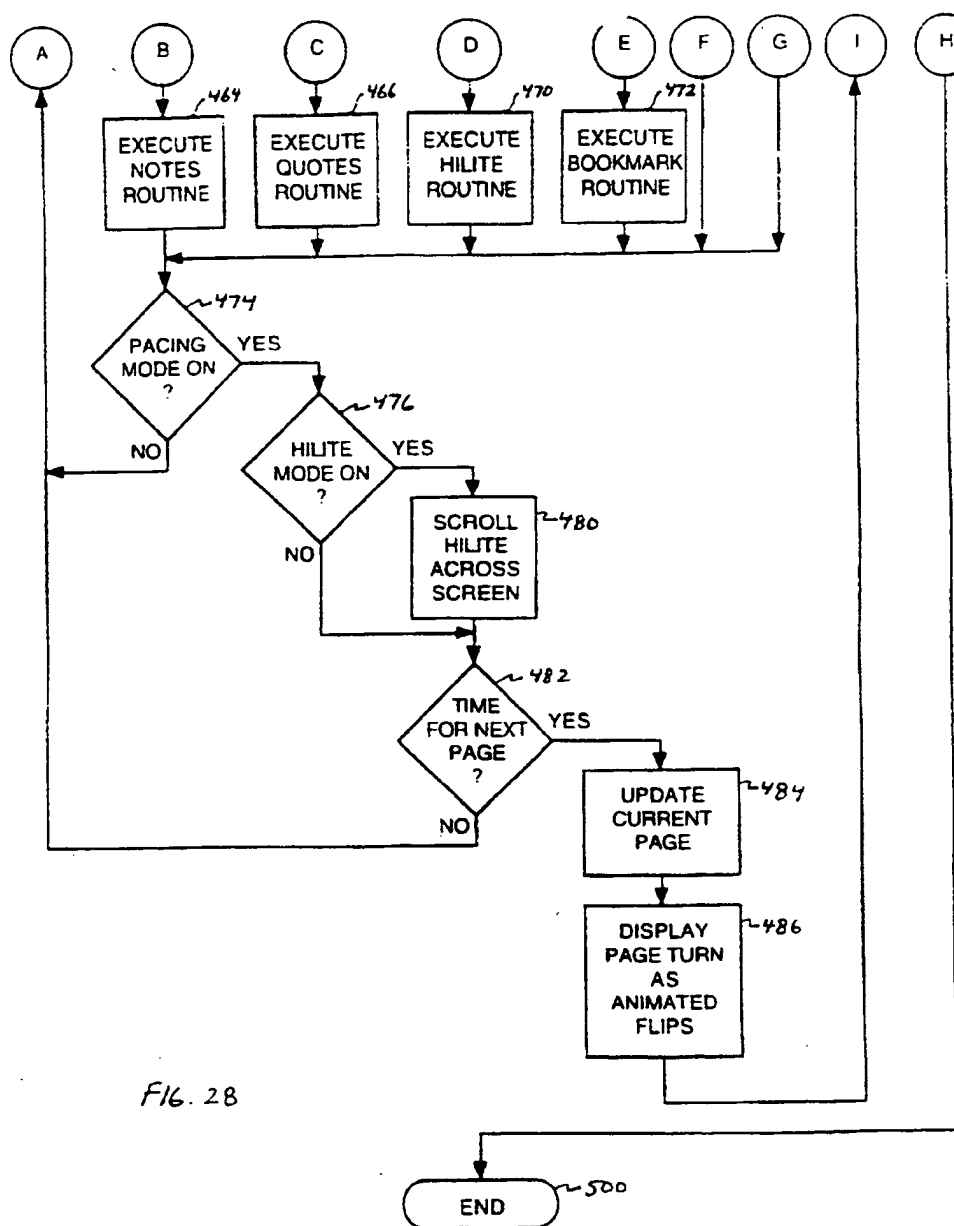 A
B
C
D
E
F
G
I
H
464
466
470
472
EXECUTE
NOTES
ROUTINE
EXECUTE
QUOTES
ROUTINE
EXECUTE
HILITE
ROUTINE
EXECUTE
BOOKMARK
ROUTINE
474
PACING
MODE ON
?
YES
NO
476
HILITE
MODE ON
?
YES
NO
480
SCROLL
HILITE
ACROSS
SCREEN
482
TIME
FOR NEXT
PAGE
?
YES
NO
484
UPDATE
CURRENT
PAGE
486
DISPLAY
PAGE TURN
AS
ANIMATED
FLIPS
FIG. 28
END
500